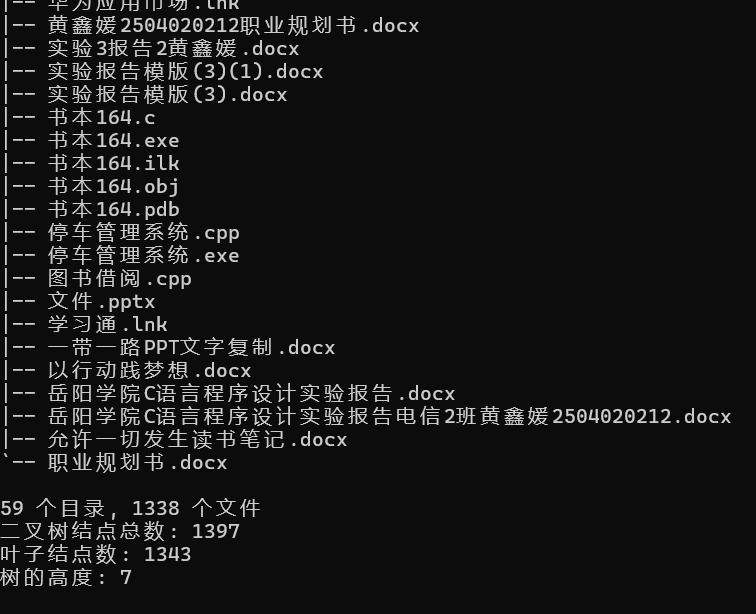 |-- 华为应用市场.lnk
|-- 黄鑫媛2504020212职业规划书.docx
|-- 实验3报告2黄鑫媛.docx
|-- 实验报告模版(3)(1).docx
|-- 实验报告模版(3).docx
|-- 书本164.c
|-- 书本164.exe
|-- 书本164.ilk
|-- 书本164.obj
|-- 书本164.pdb
|-- 停车管理系统.cpp
|-- 停车管理系统.exe
|-- 图书借阅.cpp
|-- 文件.pptx
|-- 学习通.lnk
|-- 一带一路PPT文字复制.docx
|-- 以行动践梦想.docx
|-- 岳阳学院C语言程序设计实验报告.docx
|-- 岳阳学院C语言程序设计实验报告电信2班黄鑫媛2504020212.docx
|-- 允许一切发生读书笔记.docx
`-- 职业规划书.docx
59 个目录, 1338 个文件
二叉树结点总数: 1397
叶子结点数: 1343
树的高度: 7